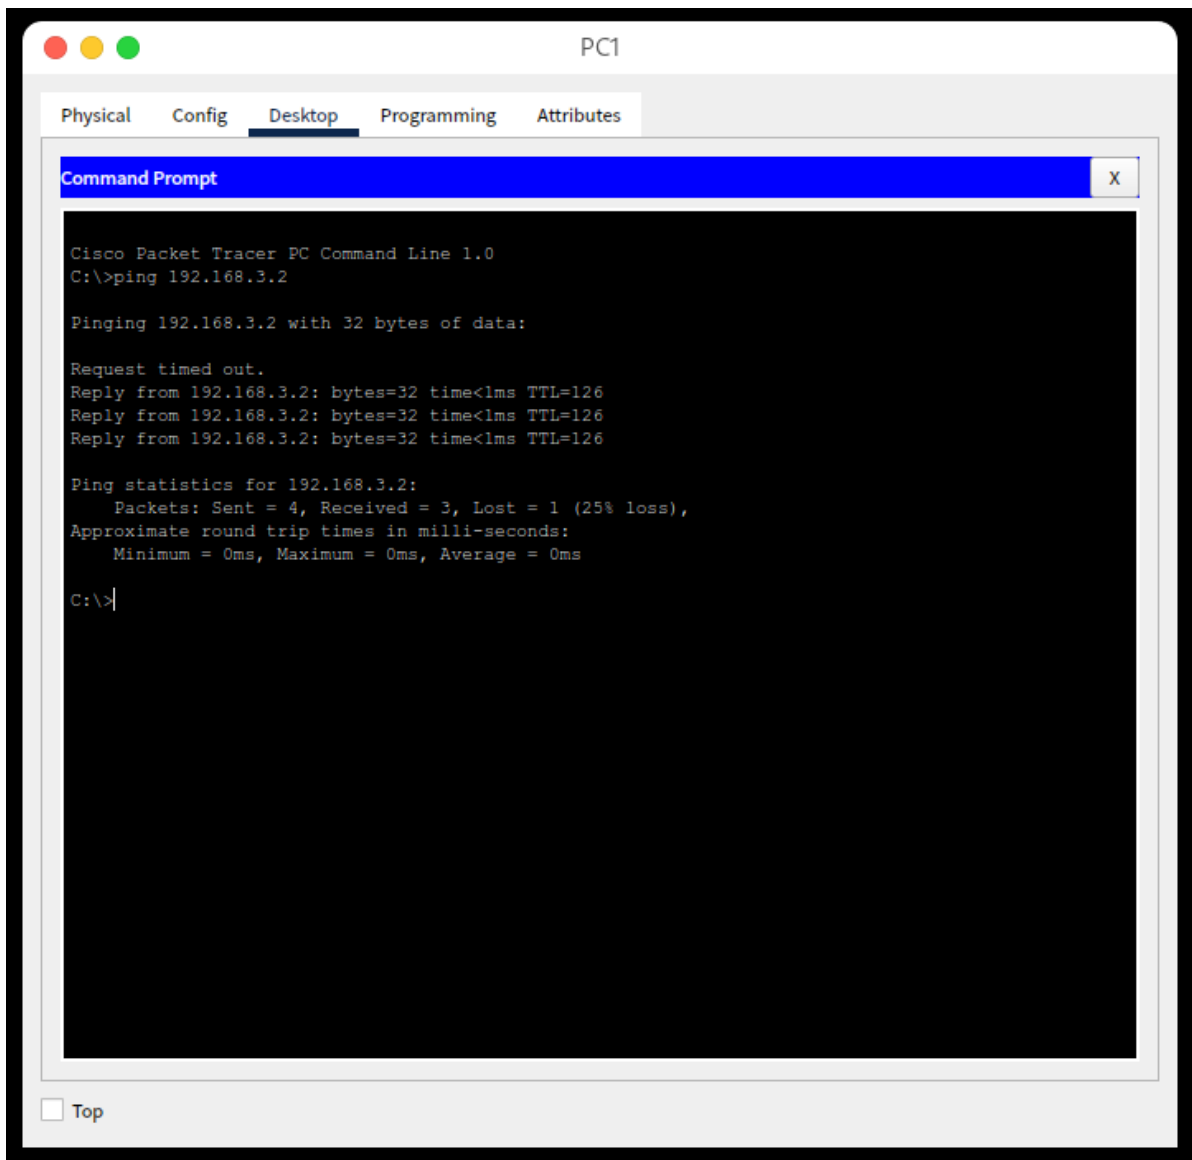 PC1
Physical Config Desktop Programming Attributes
Command Prompt X
Cisco Packet Tracer PC Command Line 1.0
C:\>ping 192.168.3.2
Pinging 192.168.3.2 with 32 bytes of data:
Request timed out.
Reply from 192.168.3.2: bytes=32 time<1ms TTL=126
Reply from 192.168.3.2: bytes=32 time<1ms TTL=126
Reply from 192.168.3.2: bytes=32 time<1ms TTL=126
Ping statistics for 192.168.3.2:
Packets: Sent = 4, Received = 3, Lost = 1 (25% loss),
Approximate round trip times in milli-seconds:
Minimum = 0ms, Maximum = 0ms, Average = 0ms
C:\>
Top